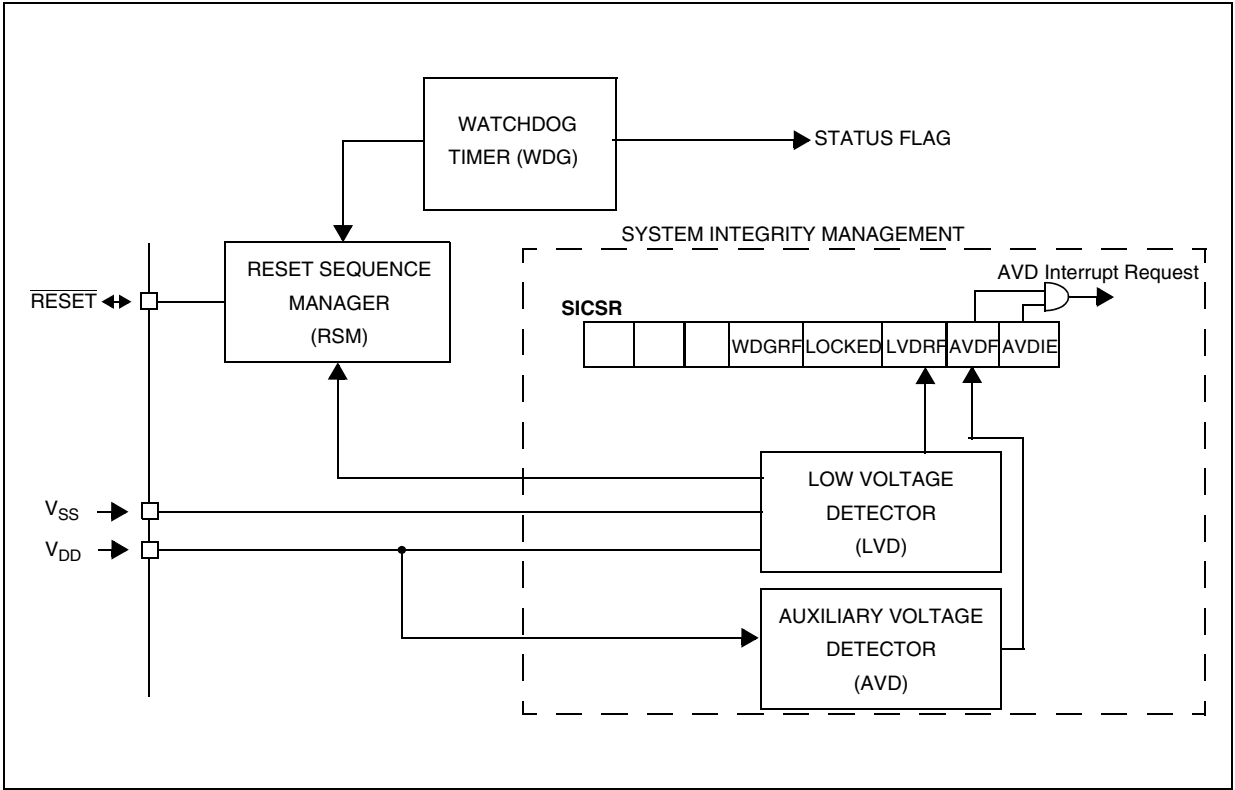 WATCHDOG
TIMER (WDG)
STATUS FLAG
SYSTEM INTEGRITY MANAGEMENT
RESET SEQUENCE
MANAGER
(RSM)
RESET
AVD Interrupt Request
SICSR
WDGRF LOCKED LVDRF AVDF AVDIE
LOW VOLTAGE
DETECTOR
(LVD)
VSS
VDD
AUXILIARY VOLTAGE
DETECTOR
(AVD)